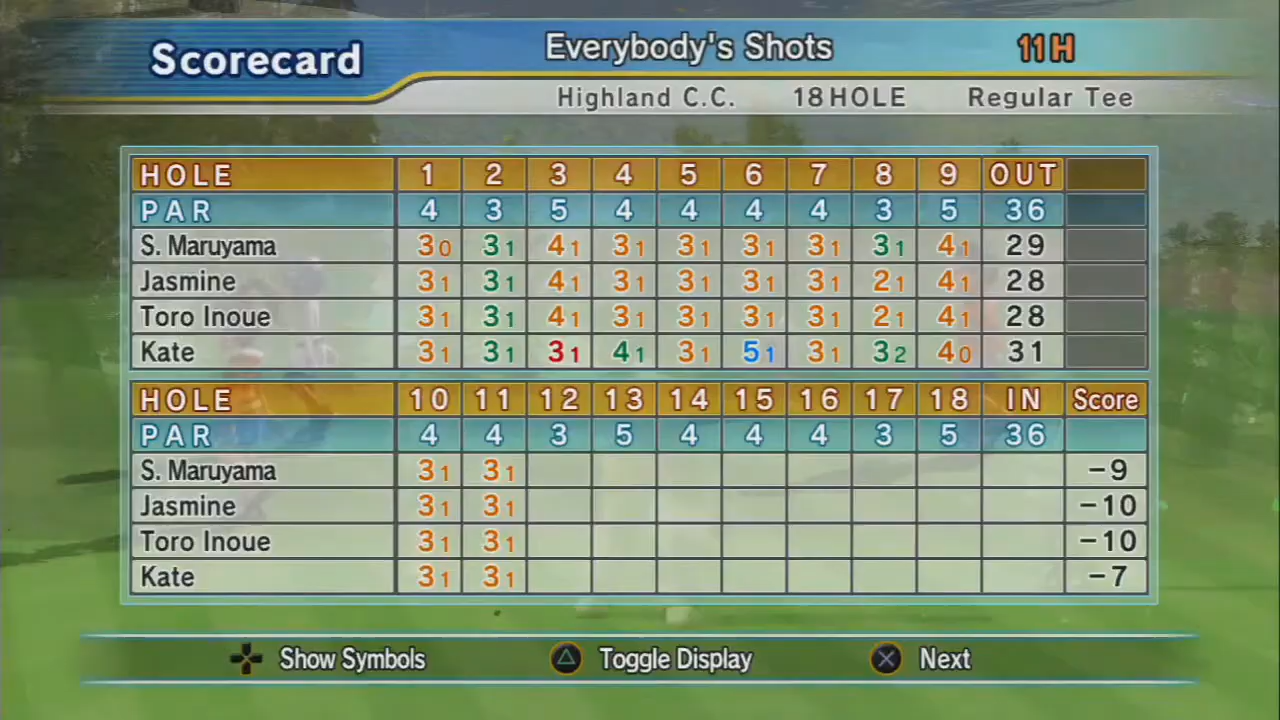 Scorecard Everybody's Shots 11H
Highland C.C. 18HOLE Regular Tee
HOLE 1 2 3 4 5 6 7 8 9 OUT
PAR 4 3 5 4 4 4 4 3 5 36
S. Maruyama 30 31 41 31 31 31 31 31 41 29
Jasmine 31 31 41 31 31 31 31 21 41 28
Toro Inoue 31 31 41 31 31 31 31 21 41 28
Kate 31 31 31 41 31 51 31 32 40 31
HOLE 10 11 12 13 14 15 16 17 18 IN Score
PAR 4 4 3 5 4 4 4 3 5 36
S. Maruyama 31 31 -9
Jasmine 31 31 -10
Toro Inoue 31 31 -10
Kate 31 31 -7
Show Symbols Toggle Display Next